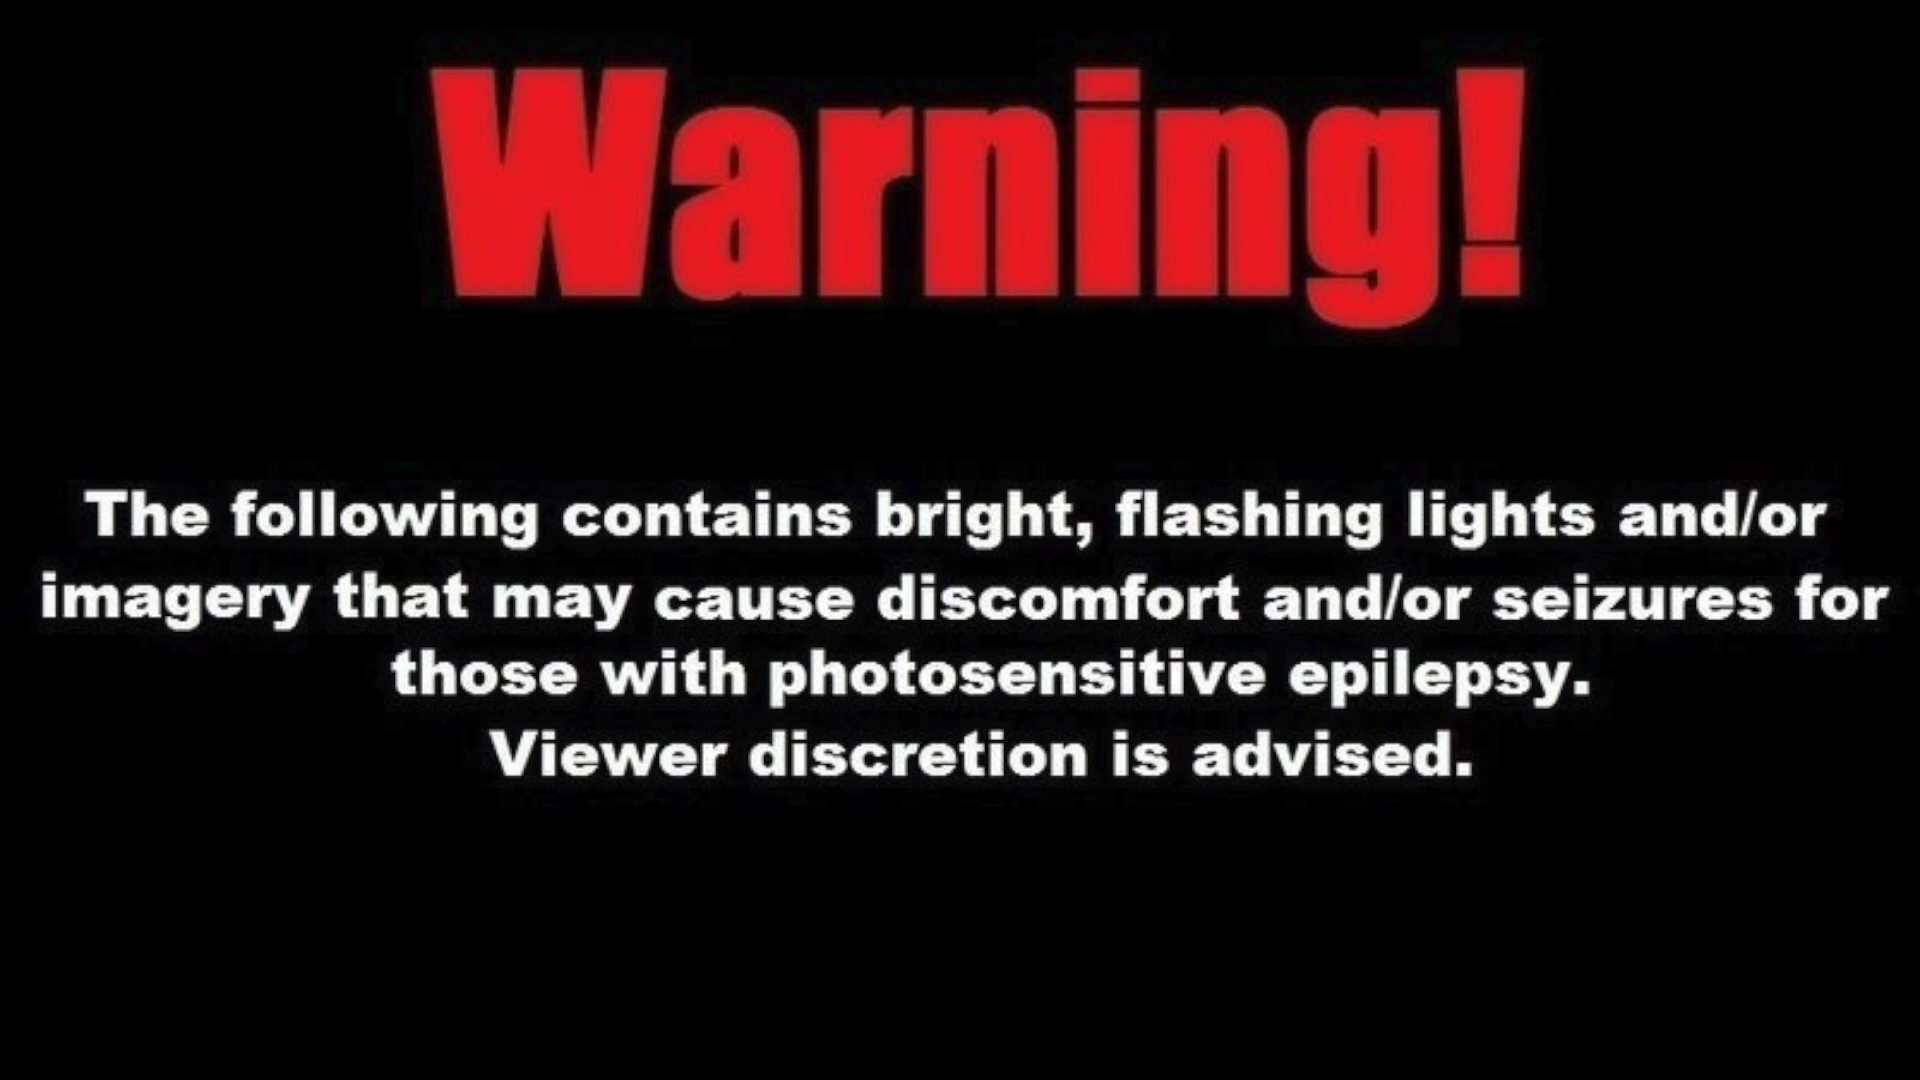 Warning!
The following contains bright, flashing lights and/or
imagery that may cause discomfort and/or seizures for
those with photosensitive epilepsy.
Viewer discretion is advised.